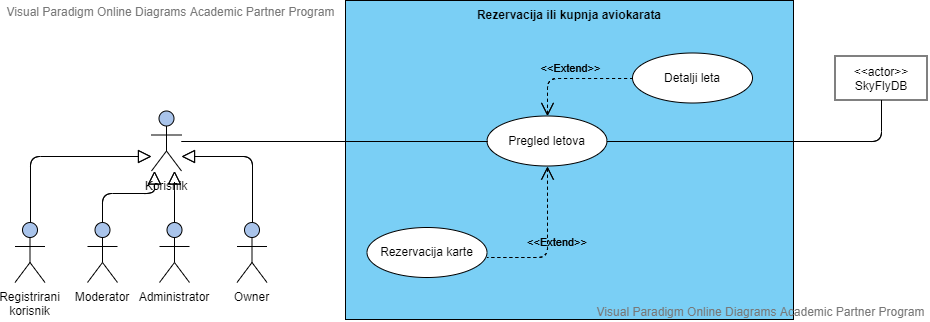 Visual Paradigm Online Diagrams Academic Partner Program
Rezervacija ili kupnja aviokarata
<<Extend>>
Detalji leta
<<actor>>
SkyFlyDB
Pregled letova
Korisnik
<<Extend>>
Rezervacija karte
Registrirani
korisnik
Moderator
Administrator
Owner
Visual Paradigm Online Diagrams Academic Partner Program